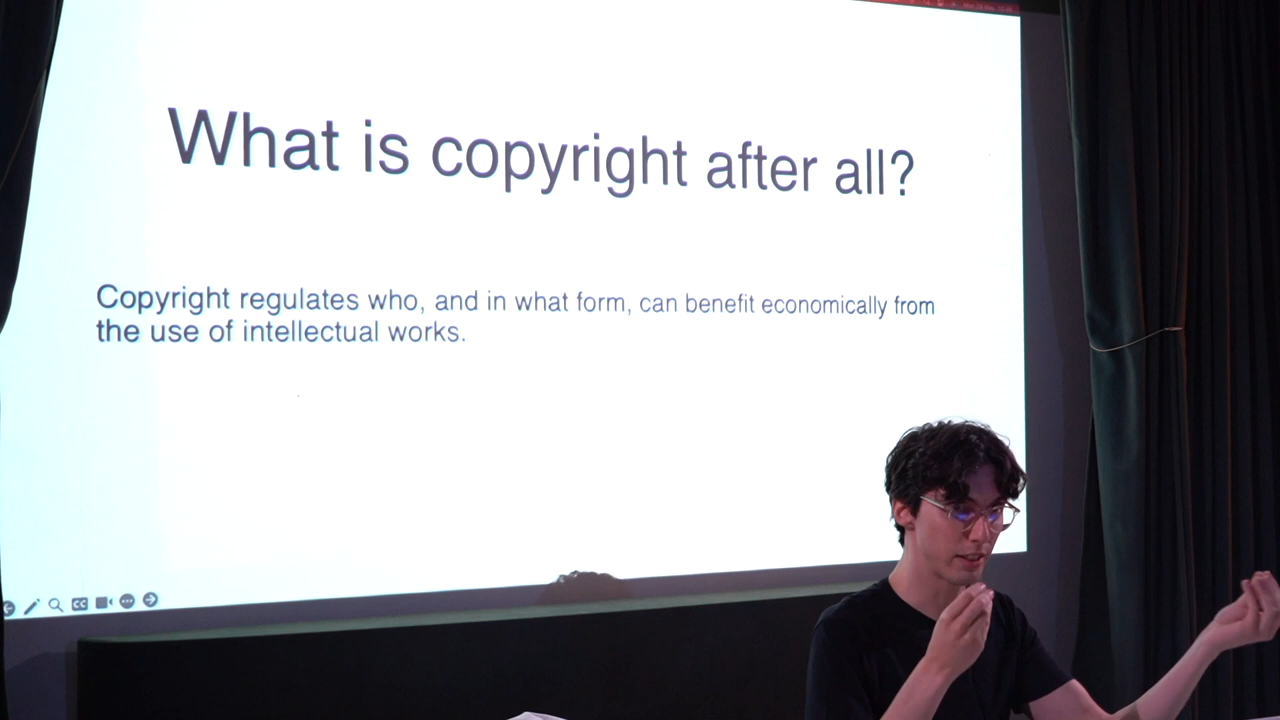 What is copyright after all?
Copyright regulates who, and in what form, can benefit economically from
the use of intellectual works.
CC